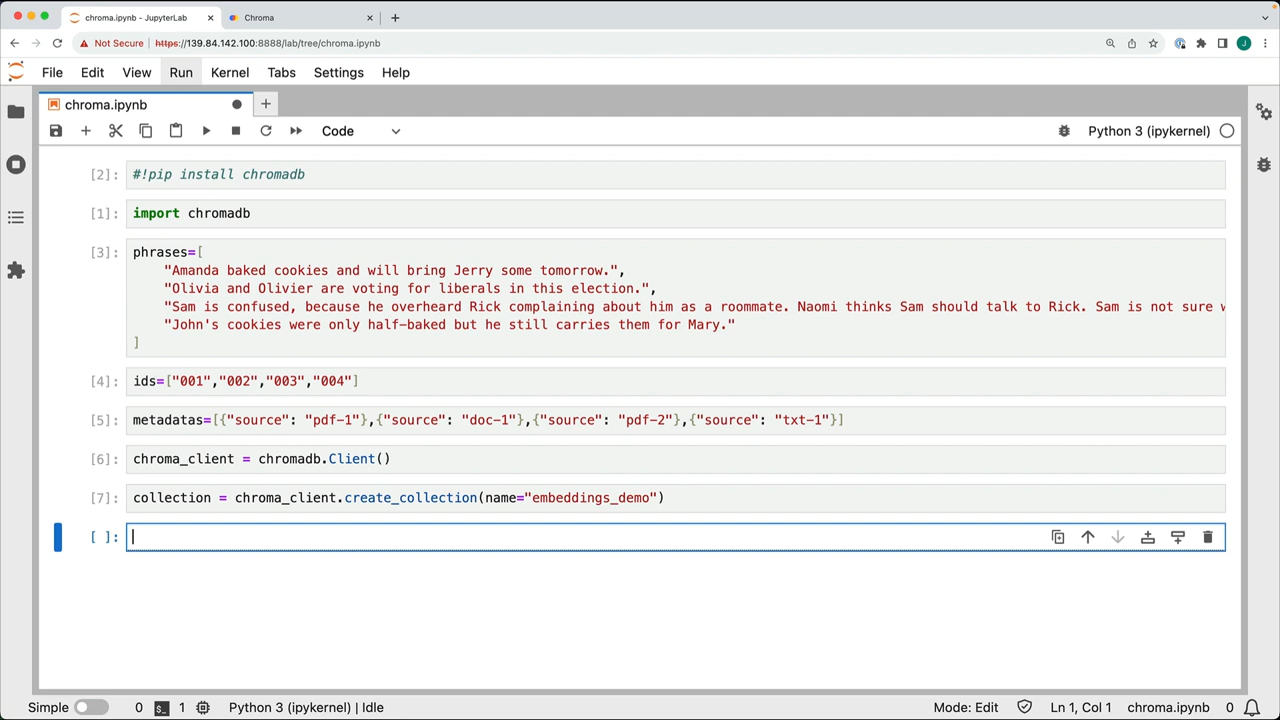 chroma.ipynb - JupyterLab
Chroma
Not Secure https://139.84.142.100:8888/lab/tree/chroma.ipynb
J
File Edit View Run Kernel Tabs Settings Help
chroma.ipynb
Code
Python 3 (ipykernel)
[2]: #!pip install chromadb
[1]: import chromadb
[3]: phrases=[
"Amanda baked cookies and will bring Jerry some tomorrow.",
"Olivia and Olivier are voting for liberals in this election.",
"Sam is confused, because he overheard Rick complaining about him as a roommate. Naomi thinks Sam should talk to Rick. Sam is not sure
"John's cookies were only half-baked but he still carries them for Mary."
]
[4]: ids=["001","002","003","004"]
[5]: metadatas=[{"source": "pdf-1"},{"source": "doc-1"},{"source": "pdf-2"},{"source": "txt-1"}]
[6]: chroma_client = chromadb.Client()
[7]: collection = chroma_client.create_collection(name="embeddings_demo")
[ ]:
Simple 0 $_ 1 Python 3 (ipykernel) | Idle Mode: Edit Ln 1, Col 1 chroma.ipynb 0